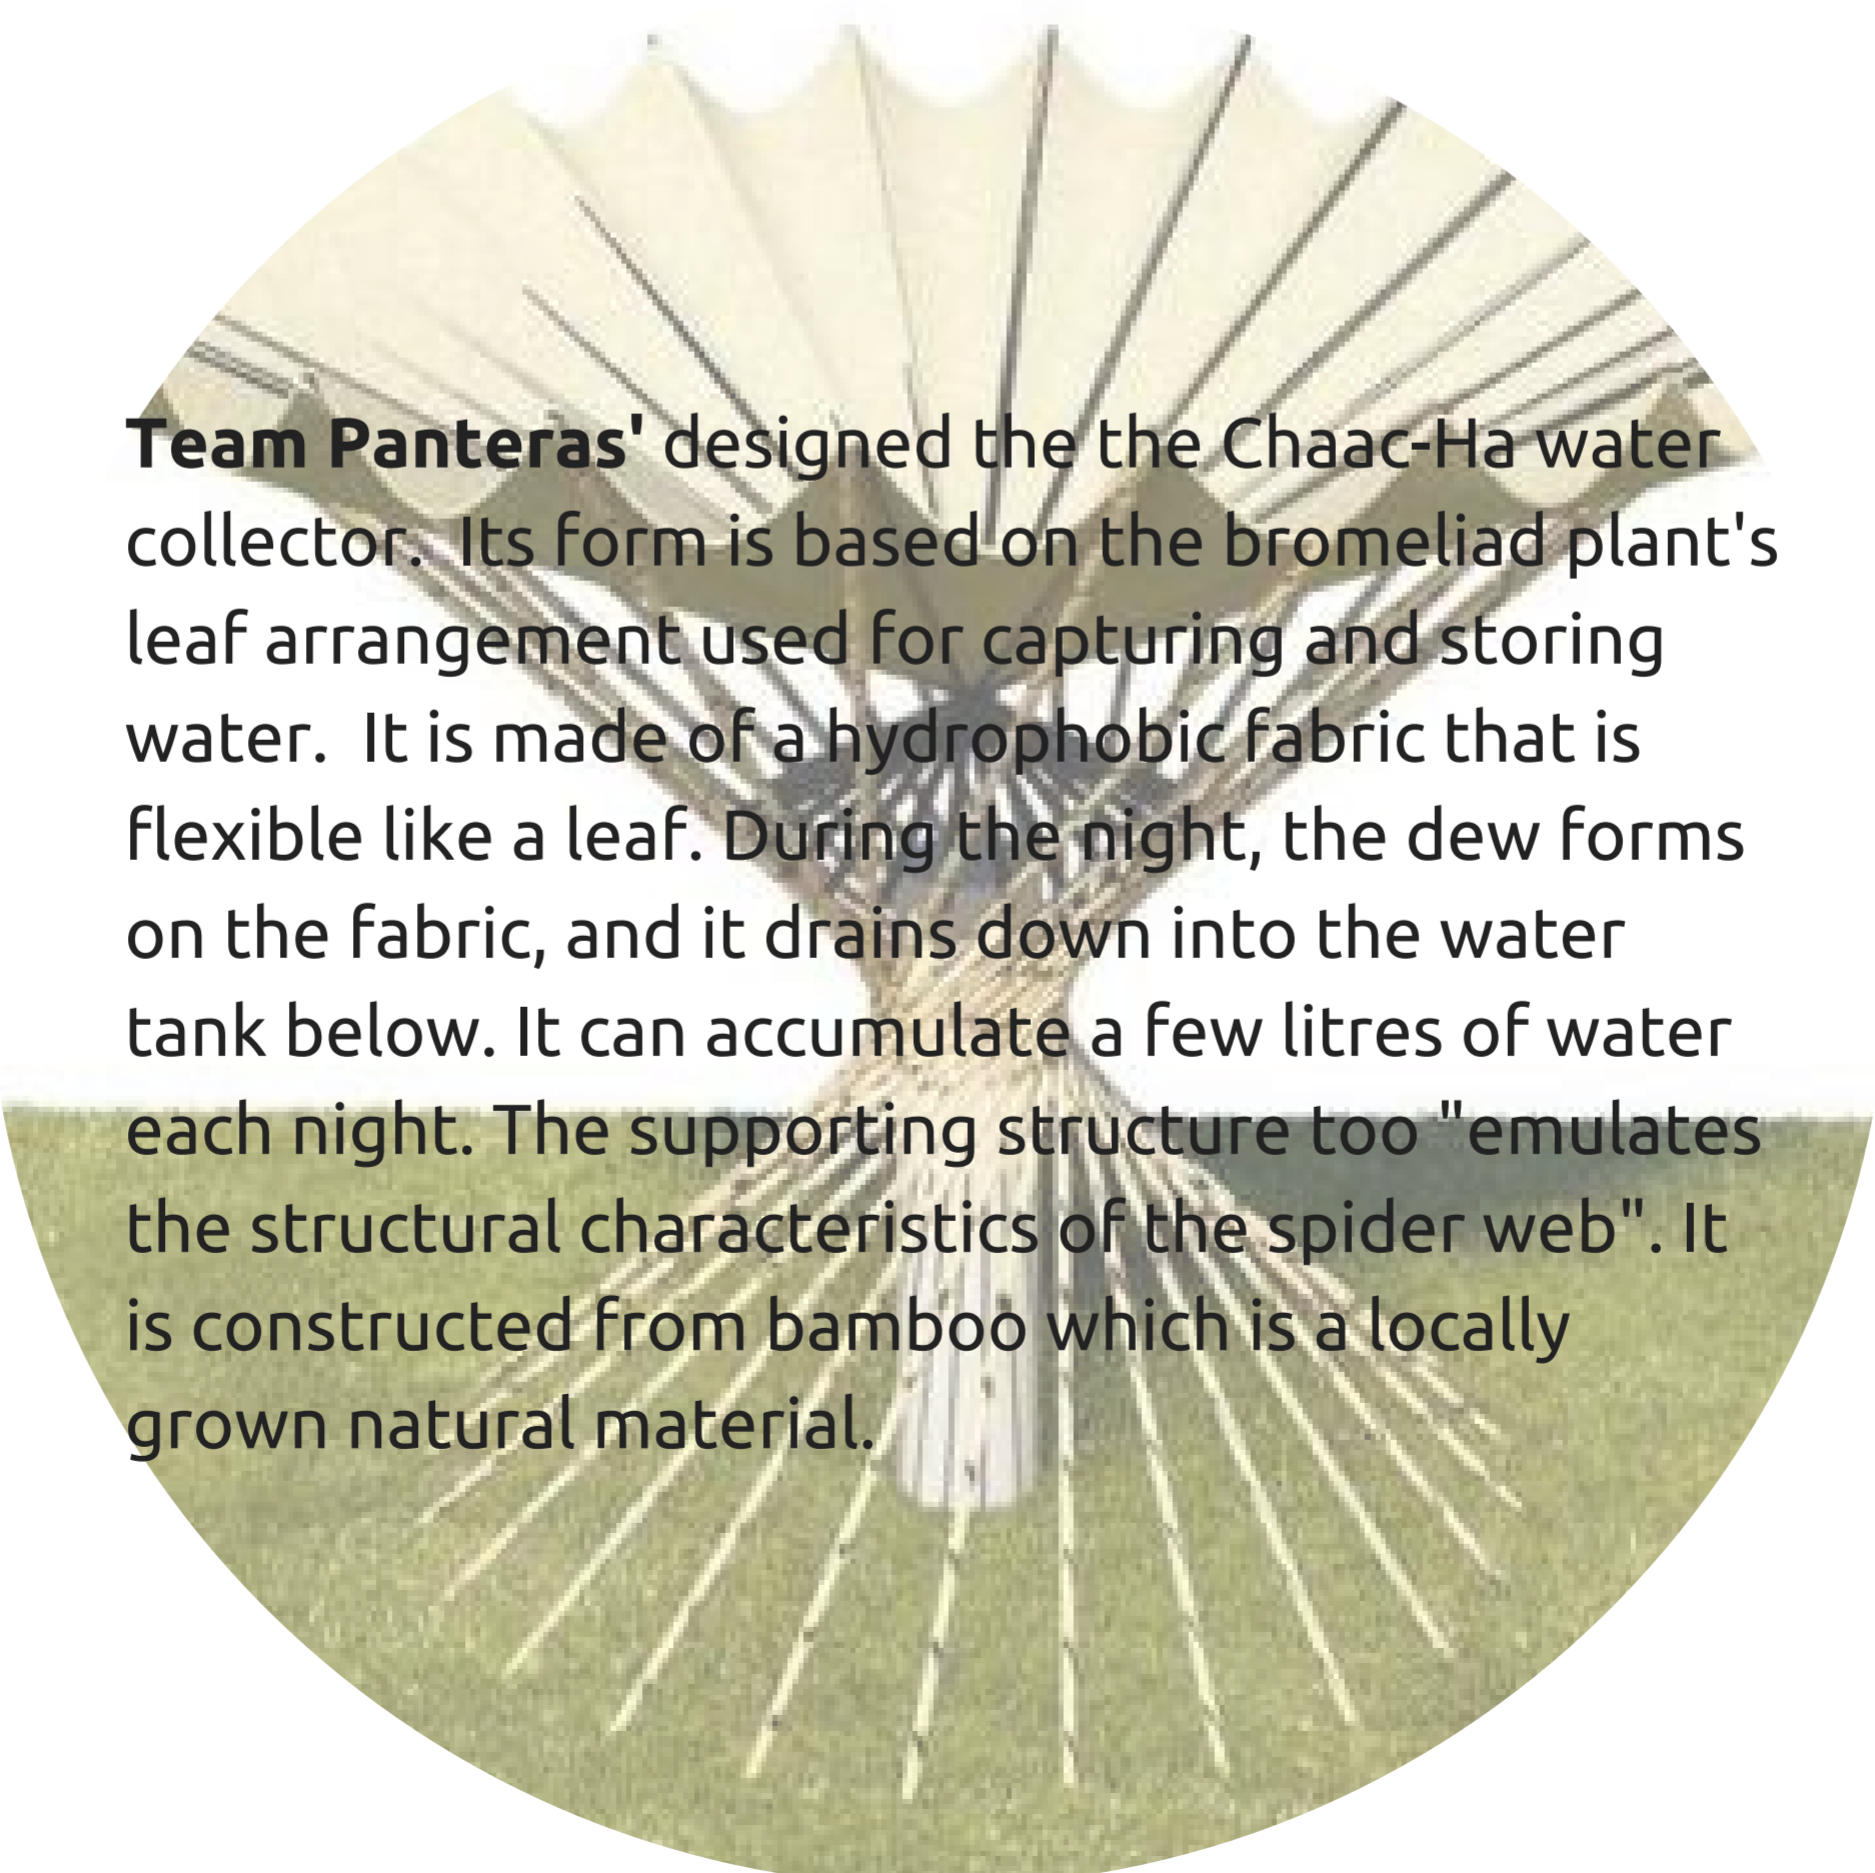 Team Panteras' designed the the Chaac-Ha water
collector.  Its form is based on the bromeliad plant's
leaf arrangement used for capturing and storing
water.  It is made of a hydrophobic fabric that is
flexible like a leaf. During the night, the dew forms
on the fabric, and it drains down into the water
tank below. It can accumulate a few litres of water
each night. The supporting structure too "emulates
the structural characteristics of the spider web". It
is constructed from bamboo which is a locally
grown natural material.